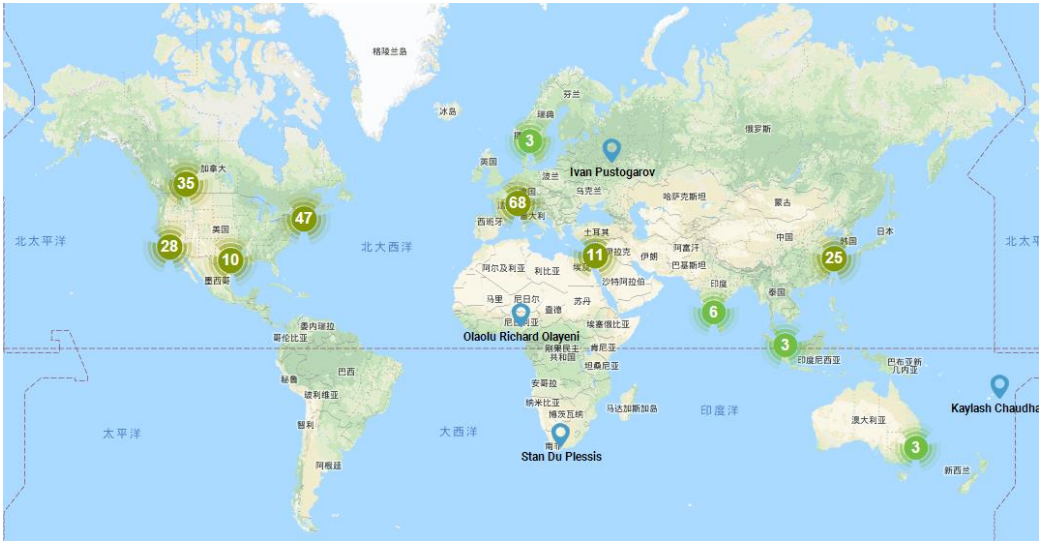 格陵兰岛
冰岛
芬兰
瑞典
俄罗斯
3
Ivan Pustogarov
英国
波兰
加拿大
35
乌克兰
哈萨克斯坦
蒙古
68
47
美国
西班牙
意大利
土耳其
北太平洋
28
北大西洋
11
伊拉克
伊朗
阿富汗
中国
韩国
日本
北太平
10
25
墨西哥
阿尔及利亚
利比亚
埃及
巴基斯坦
沙特阿拉伯
印度
马里
尼日尔
苏丹
泰国
6
乍得
委内瑞拉
尼日利亚
埃塞俄比亚
哥伦比亚
Olaolu Richard Olayeni
刚果民主
共和国
肯尼亚
3
印度尼西亚
巴布亚新
几内亚
坦桑尼亚
秘鲁
巴西
安哥拉
玻利维亚
纳米比亚
博茨瓦纳
马达加斯加岛
印度洋
Kaylash Chaudha
太平洋
智利
大西洋
澳大利亚
南非
3
Stan Du Plessis
阿根廷
新西兰